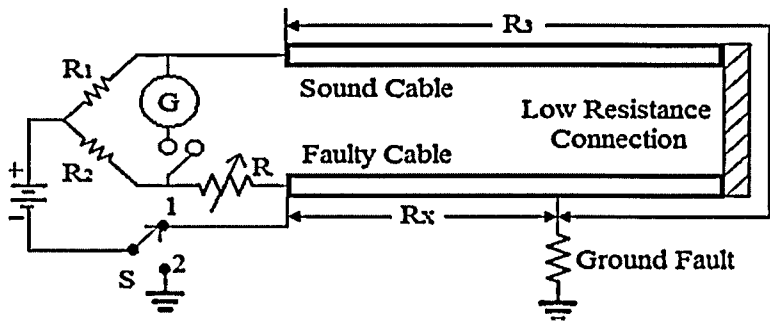 R3
R1
G
Sound Cable
Low Resistance
Connection
R2
R
Faulty Cable
+
-
1
Rx
S
2
Ground Fault